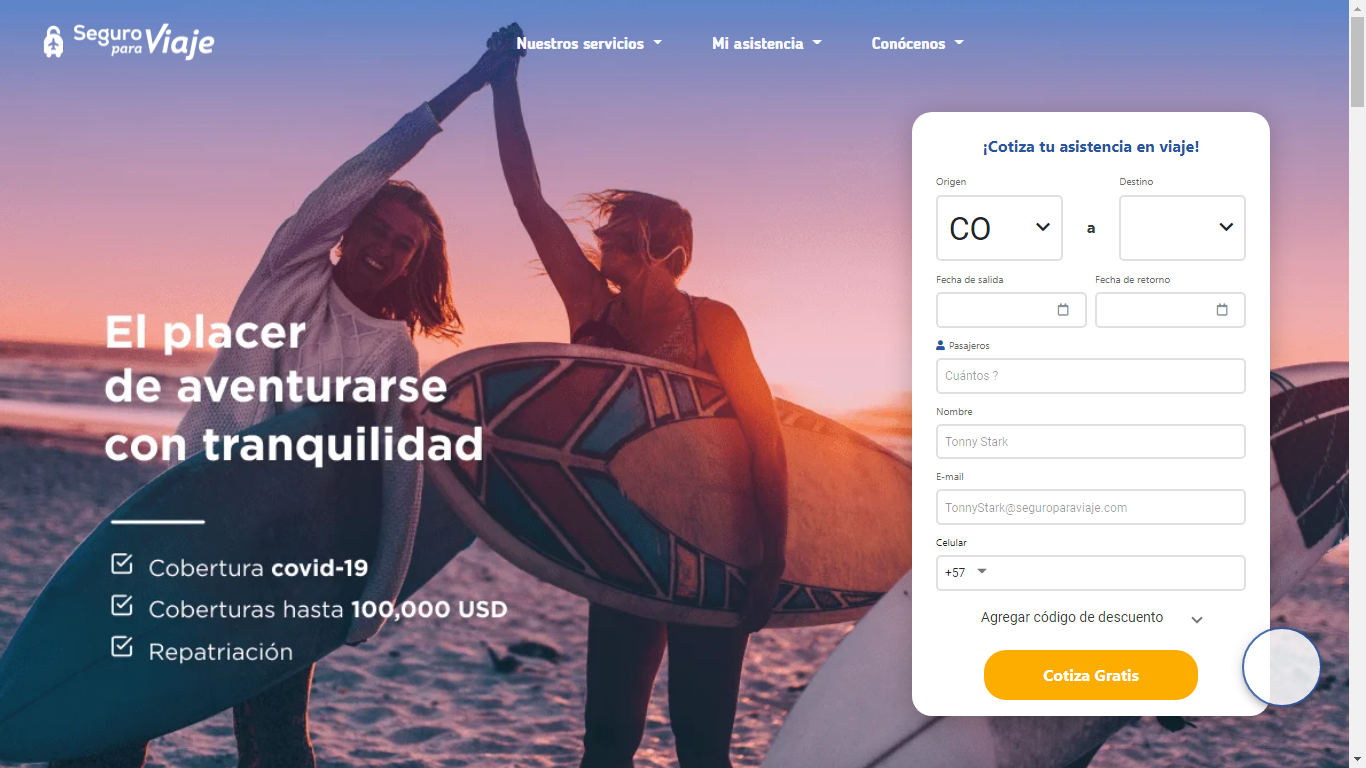 Seguro
para Viaje
Nuestros servicios
Mi asistencia
Conócenos
El placer
de aventurarse
con tranquilidad
Cobertura covid-19
Coberturas hasta 100,000 USD
Repatriación
¡Cotiza tu asistencia en viaje!
Origen
Destino
CO
a
Fecha de salida
Fecha de retorno
Pasajeros
Cuántos ?
Nombre
Tonny Stark
E-mail
TonnyStark@seguroparaviaje.com
Celular
+57
Agregar código de descuento
Cotiza Gratis